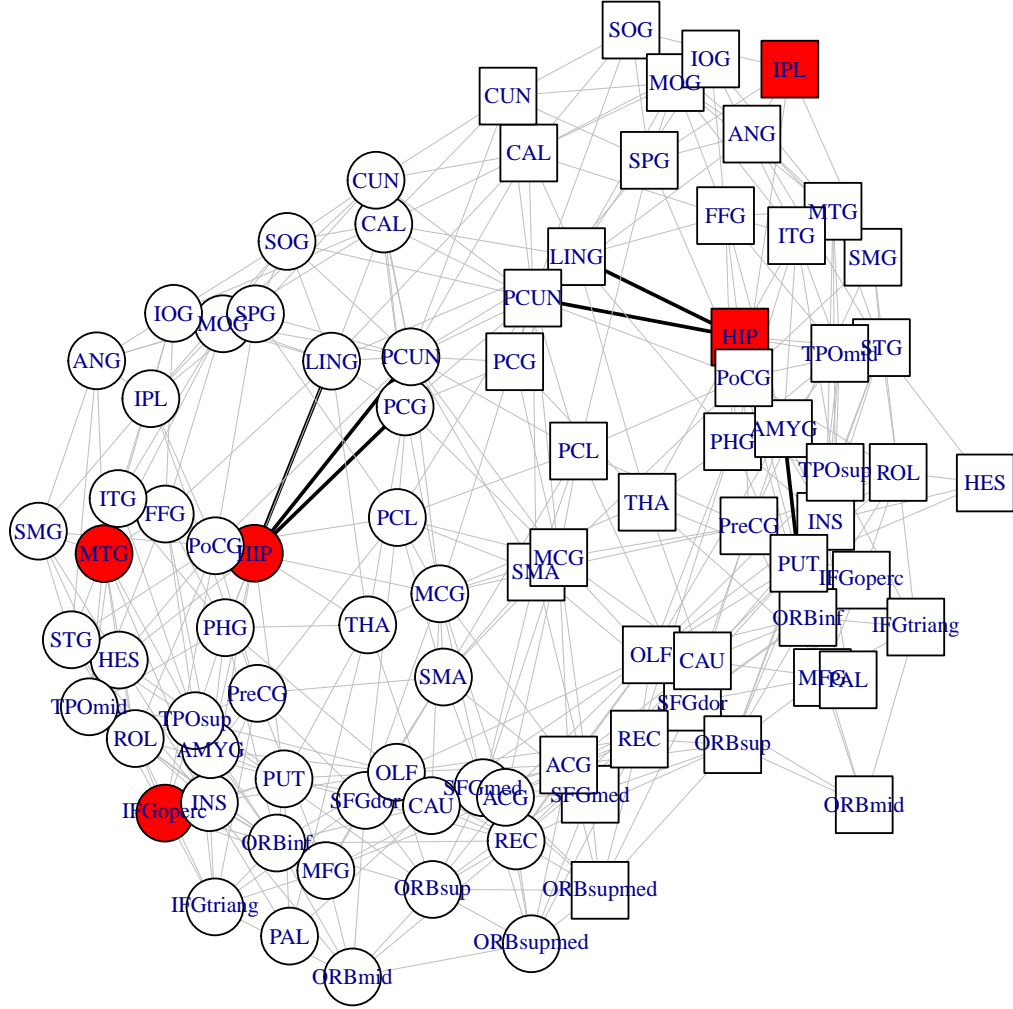 SOG
IOG
IPL
MOG
CUN
ANG
CAL
SPG
CUN
FFG
MTG
CAL
ITG
SOG
LING
SMG
PCUN
IOG
MOG
SPG
HIP
ANG
LING
PCUN
PCG
TPOmid
STG
PoCG
IPL
PCG
AMYG
PHG
PCL
TPOsup
ROL
HES
ITG
FFG
THA
PreCG
INS
SMG
MTG
PoCG
HIP
PCL
SMA
MCG
PUT
IFGoperc
MCG
STG
PHG
THA
ORBinf
IFGtriang
HES
OLF
CAU
SMA
MFG
PAL
TPOmid
PreCG
SFGdor
TPOsup
ROL
AMYG
REC
ORBsup
PUT
OLF
ACG
IFGoperc
INS
SFGdor
CAU
SFGmed
ACG
SFGmed
ORBmid
ORBinf
REC
MFG
ORBsup
ORBsupmed
IFGtriang
PAL
ORBsupmed
ORBmid